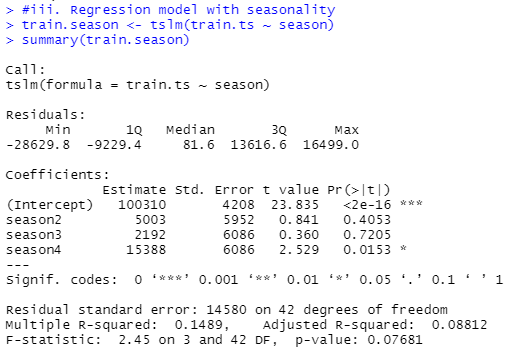 > #iii. Regression model with seasonality
> train.season <- tslm(train.ts ~ season)
> summary(train.season)
Call:
tslm(formula = train.ts ~ season)
Residuals:
Min 1Q Median 3Q Max
-28629.8 -9229.4 81.6 13616.6 16499.0
Coefficients:
Estimate Std. Error t value Pr(>|t|)
(Intercept) 100310 4208 23.835 <2e-16 ***
season2 5003 5952 0.841 0.4053
season3 2192 6086 0.360 0.7205
season4 15388 6086 2.529 0.0153 *
---
Signif. codes: 0 ‘***’ 0.001 ‘**’ 0.01 ‘*’ 0.05 ‘.’ 0.1 ‘ ’ 1
Residual standard error: 14580 on 42 degrees of freedom
Multiple R-squared: 0.1489, Adjusted R-squared: 0.08812
F-statistic: 2.45 on 3 and 42 DF, p-value: 0.07681